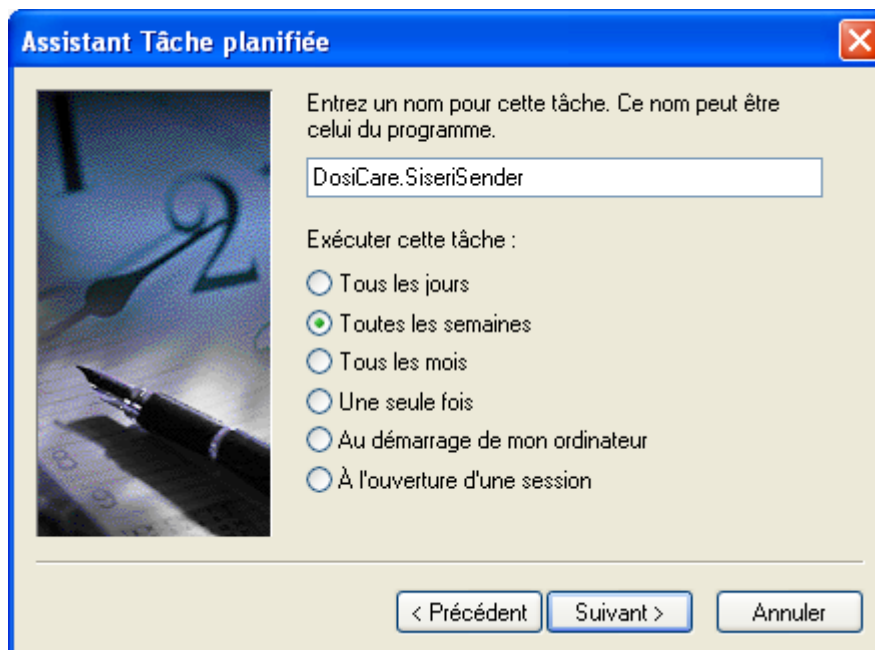 Assistant Tâche planifiée
Entrez un nom pour cette tâche. Ce nom peut être
celui du programme.
DosiCare.SiseriSender
Exécuter cette tâche :
Tous les jours
Toutes les semaines
Tous les mois
Une seule fois
Au démarrage de mon ordinateur
À l'ouverture d'une session
< Précédent Suivant > Annuler